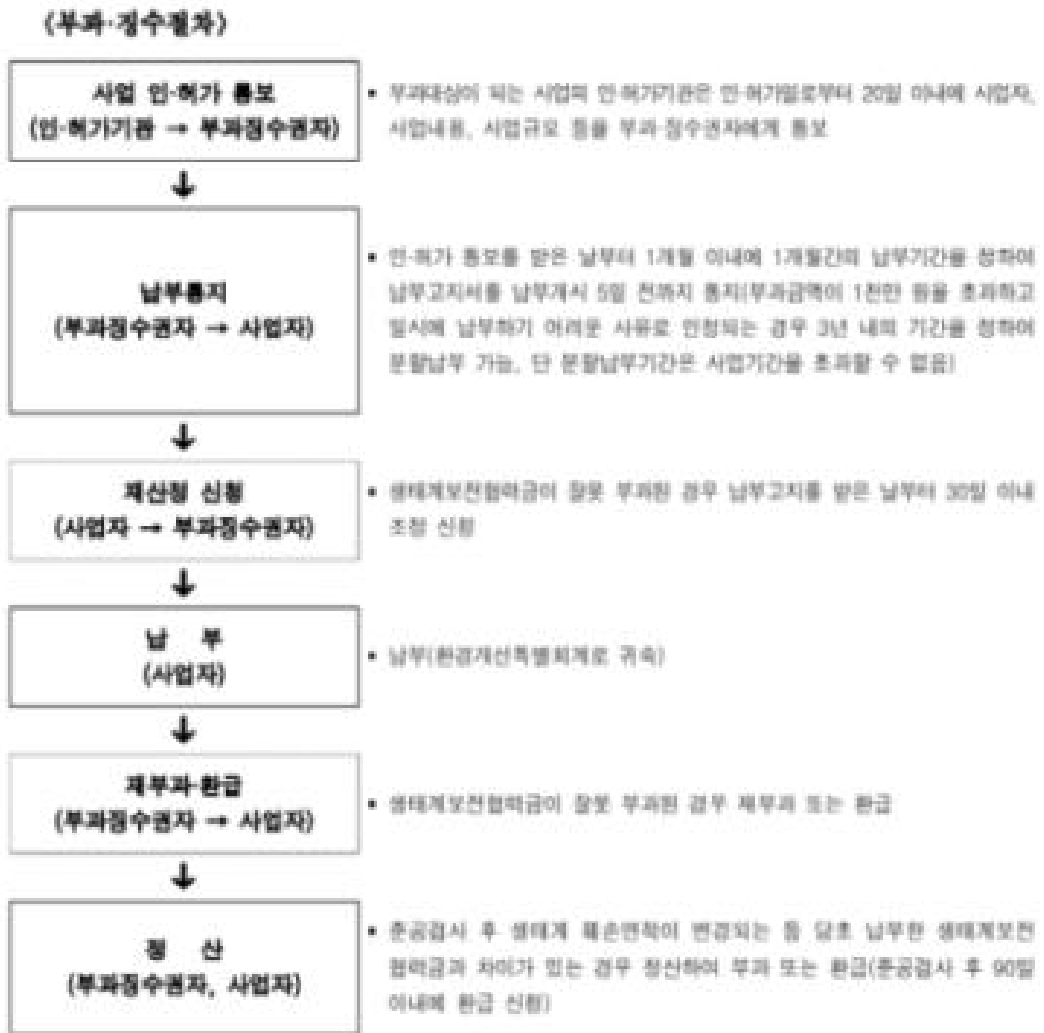 〈부과·징수절차〉
사업 인·허가 통보
(인·허가기관 → 부과징수권자)
• 부과대상이 되는 사업의 인·허가기관은 인·허가일로부터 20일 이내에 사업자,
사업내용, 사업규모 등을 부과·징수권자에게 통보
↓
납부통지
(부과징수권자 → 사업자)
• 인·허가 통보를 받은 날부터 1개월 이내에 1개월간의 납부기간을 정하여
납부고지서를 납부개시 5일 전까지 통지(부과금액이 1천만 원을 초과하고
일시에 납부하기 어려운 사유로 인정되는 경우 3년 내의 기간을 정하여
분할납부 가능, 단 분할납부기간은 사업기간을 초과할 수 없음)
↓
재산정 신청
(사업자 → 부과징수권자)
• 생태계보전협력금이 잘못 부과된 경우 납부고지를 받은 날부터 30일 이내
조정 신청
↓
납 부
(사업자)
• 납부(환경개선특별회계로 귀속)
↓
재부과·환급
(부과징수권자 → 사업자)
• 생태계보전협력금이 잘못 부과된 경우 재부과 또는 환급
↓
정 산
(부과징수권자, 사업자)
• 준공검사 후 생태계 훼손면적이 변경되는 등 당초 납부한 생태계보전
협력금과 차이가 있는 경우 정산하여 부과 또는 환급(준공검사 후 90일
이내에 환급 신청)